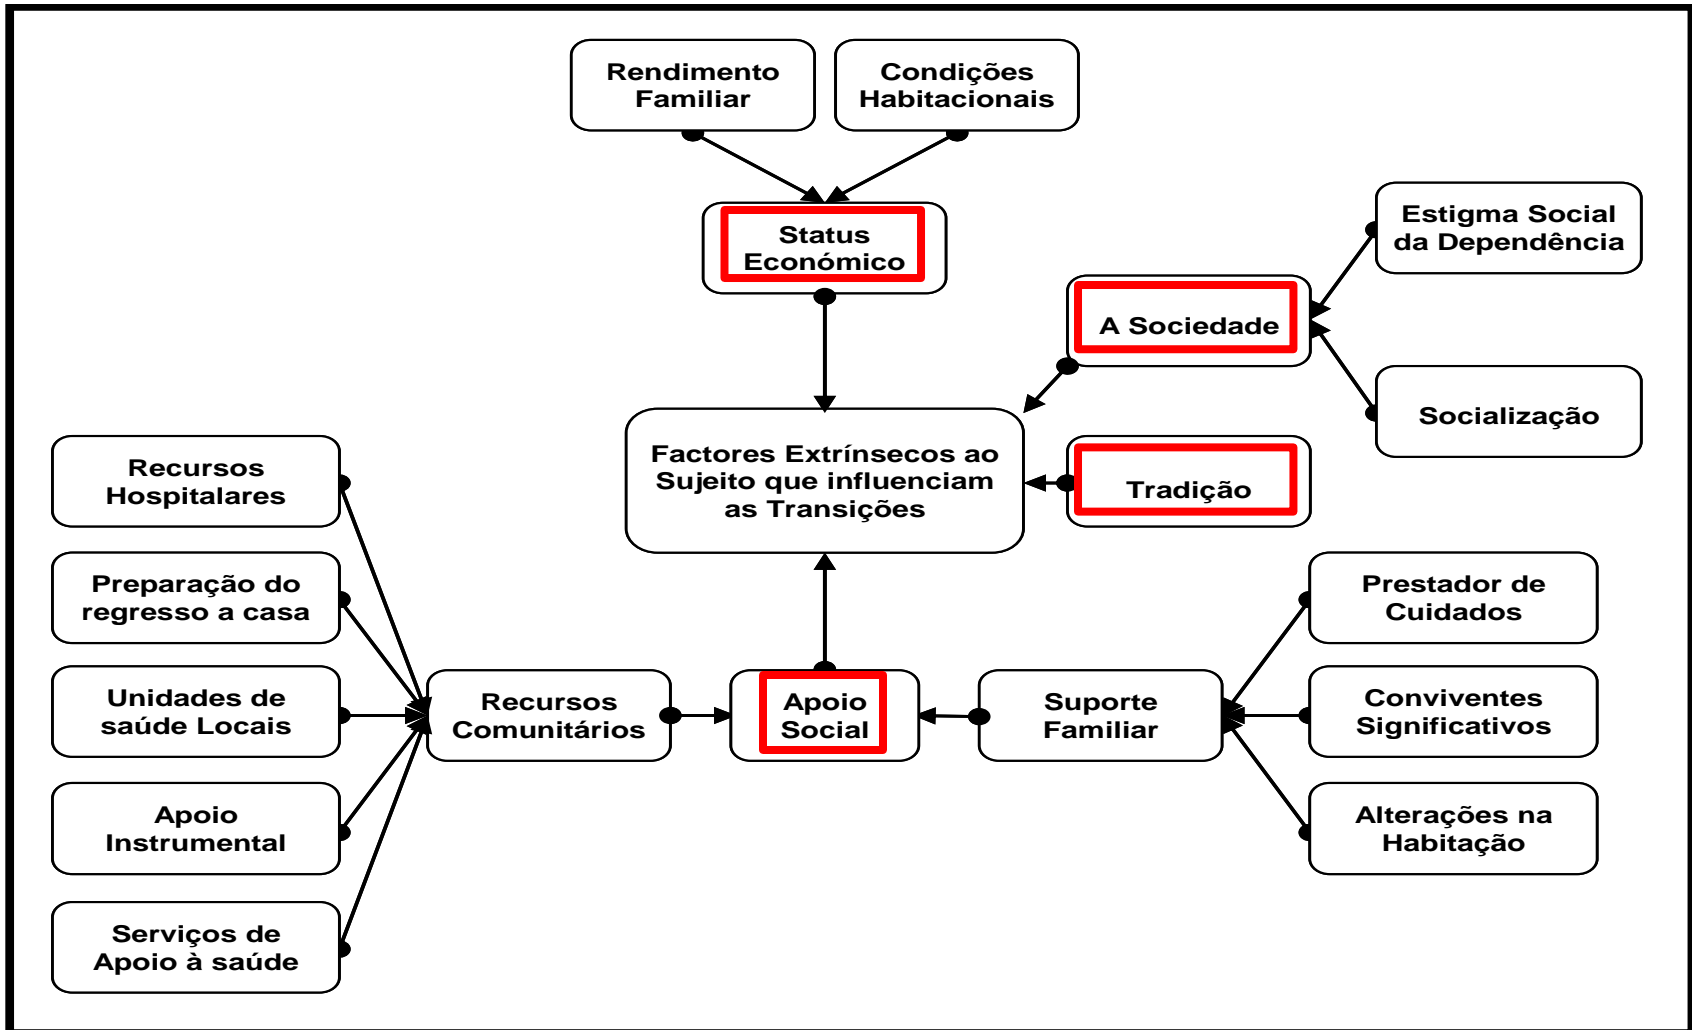 Rendimento
Familiar
Condições
Habitacionais
Status
Económico
Estigma Social
da Dependência
A Sociedade
Socialização
Factores Extrínsecos ao
Sujeito que influenciam
as Transições
Tradição
Recursos
Hospitalares
Preparação do
regresso a casa
Unidades de
saúde Locais
Apoio
Instrumental
Serviços de
Apoio à saúde
Recursos
Comunitários
Apoio
Social
Suporte
Familiar
Prestador de
Cuidados
Conviventes
Significativos
Alterações na
Habitação